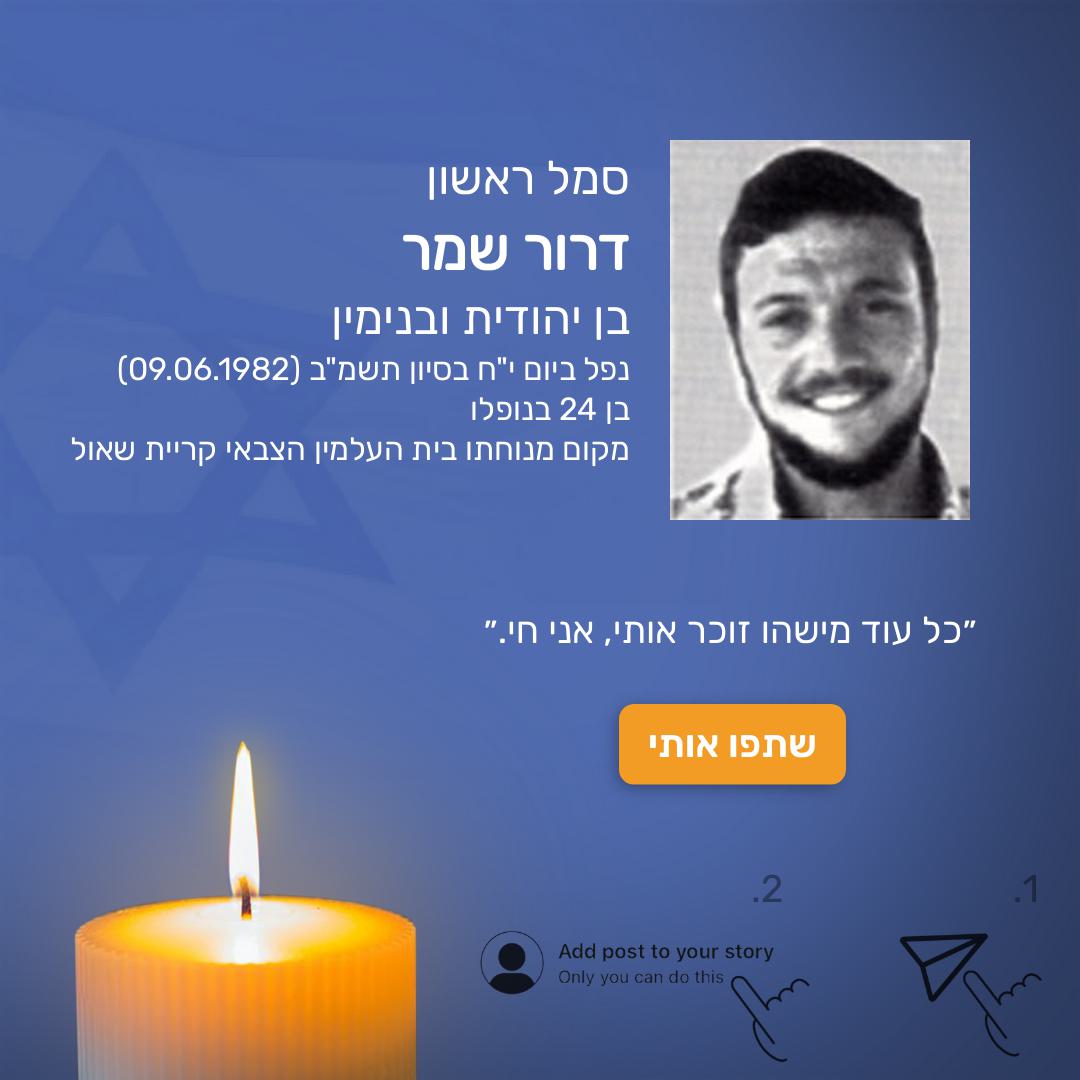 סמל ראשון
דרור שמר
בן יהודית ובנימין
נפל ביום י"ח בסיון תשמ"ב (09.06.1982)
בן 24 בנופלו
מקום מנוחתו בית העלמין הצבאי קריית שאול
״כל עוד מישהו זוכר אותי, אני חי.״
שתפו אותי
1.
2.
Add post to your story
Only you can do this